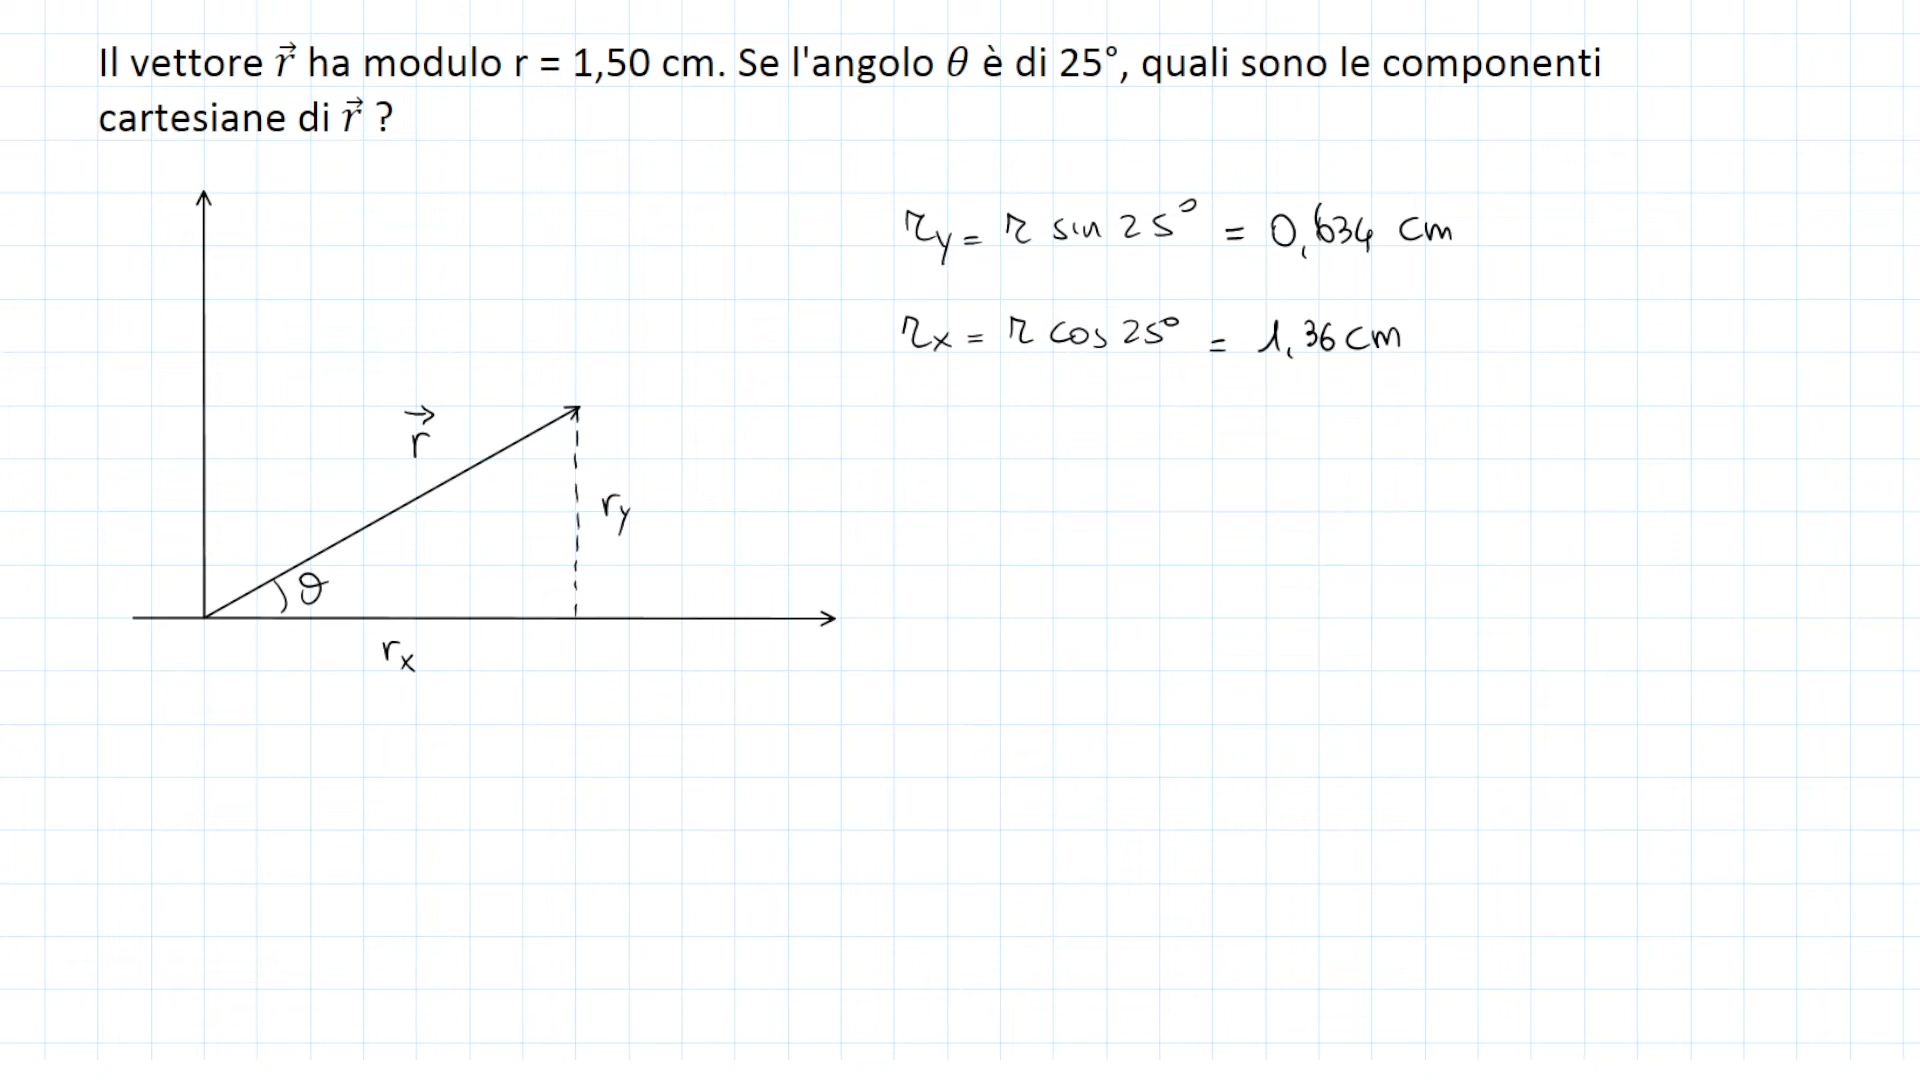 Il vettore r⃗ ha modulo r = 1,50 cm. Se l'angolo θ è di 25°, quali sono le componenti
cartesiane di r⃗ ?
r_y = r sin 25° = 0,634 cm
r_x = r cos 25° = 1,36 cm
r⃗
r_y
ϑ
r_x